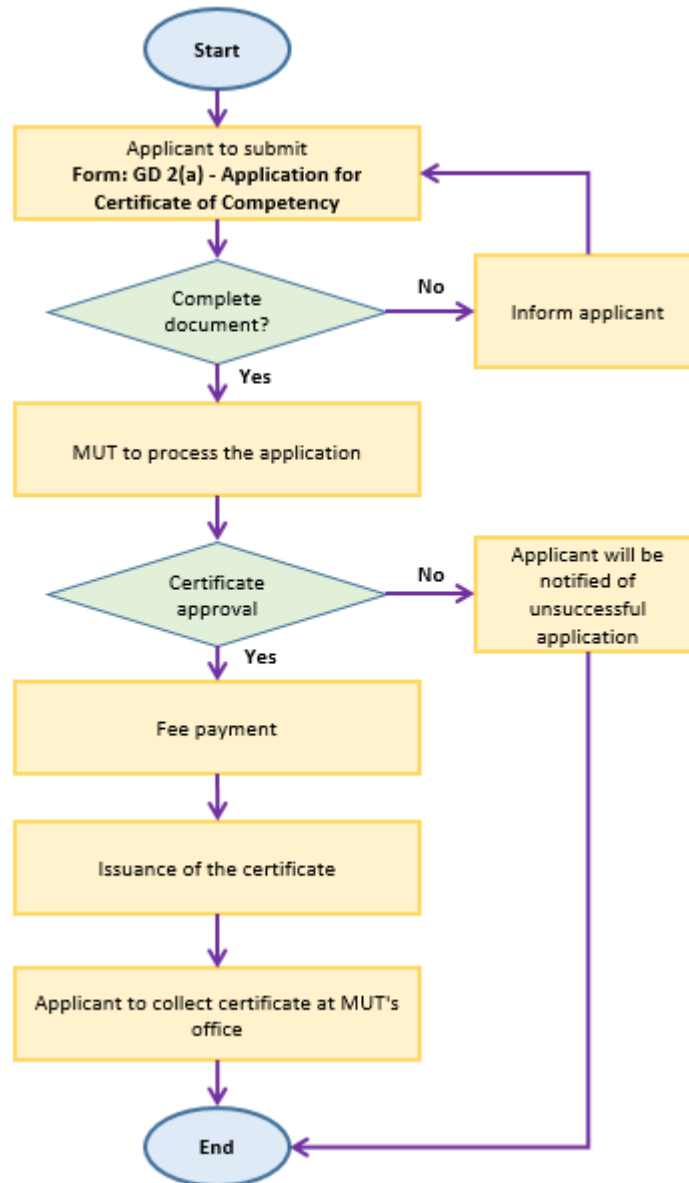 Start
Applicant to submit
Form: GD 2(a) - Application for
Certificate of Competency
Complete
document?
No
Inform applicant
Yes
MUT to process the application
Certificate
approval
No
Applicant will be
notified of
unsuccessful
application
Yes
Fee payment
Issuance of the certificate
Applicant to collect certificate at MUT's
office
End